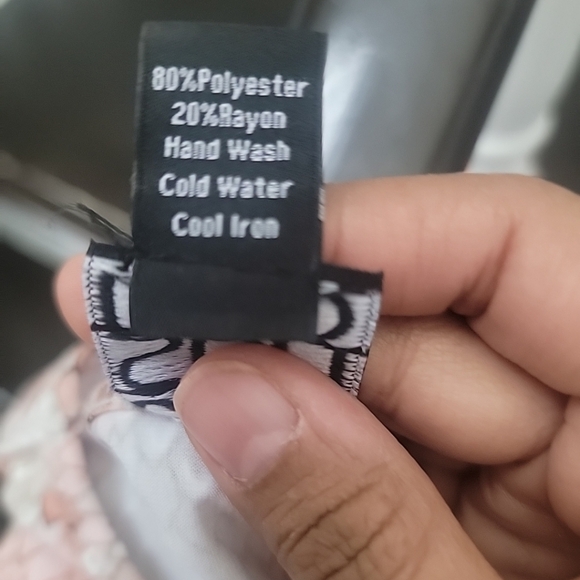 80%Polyester
20%Rayon
Hand Wash
Cold Water
Cool Iron